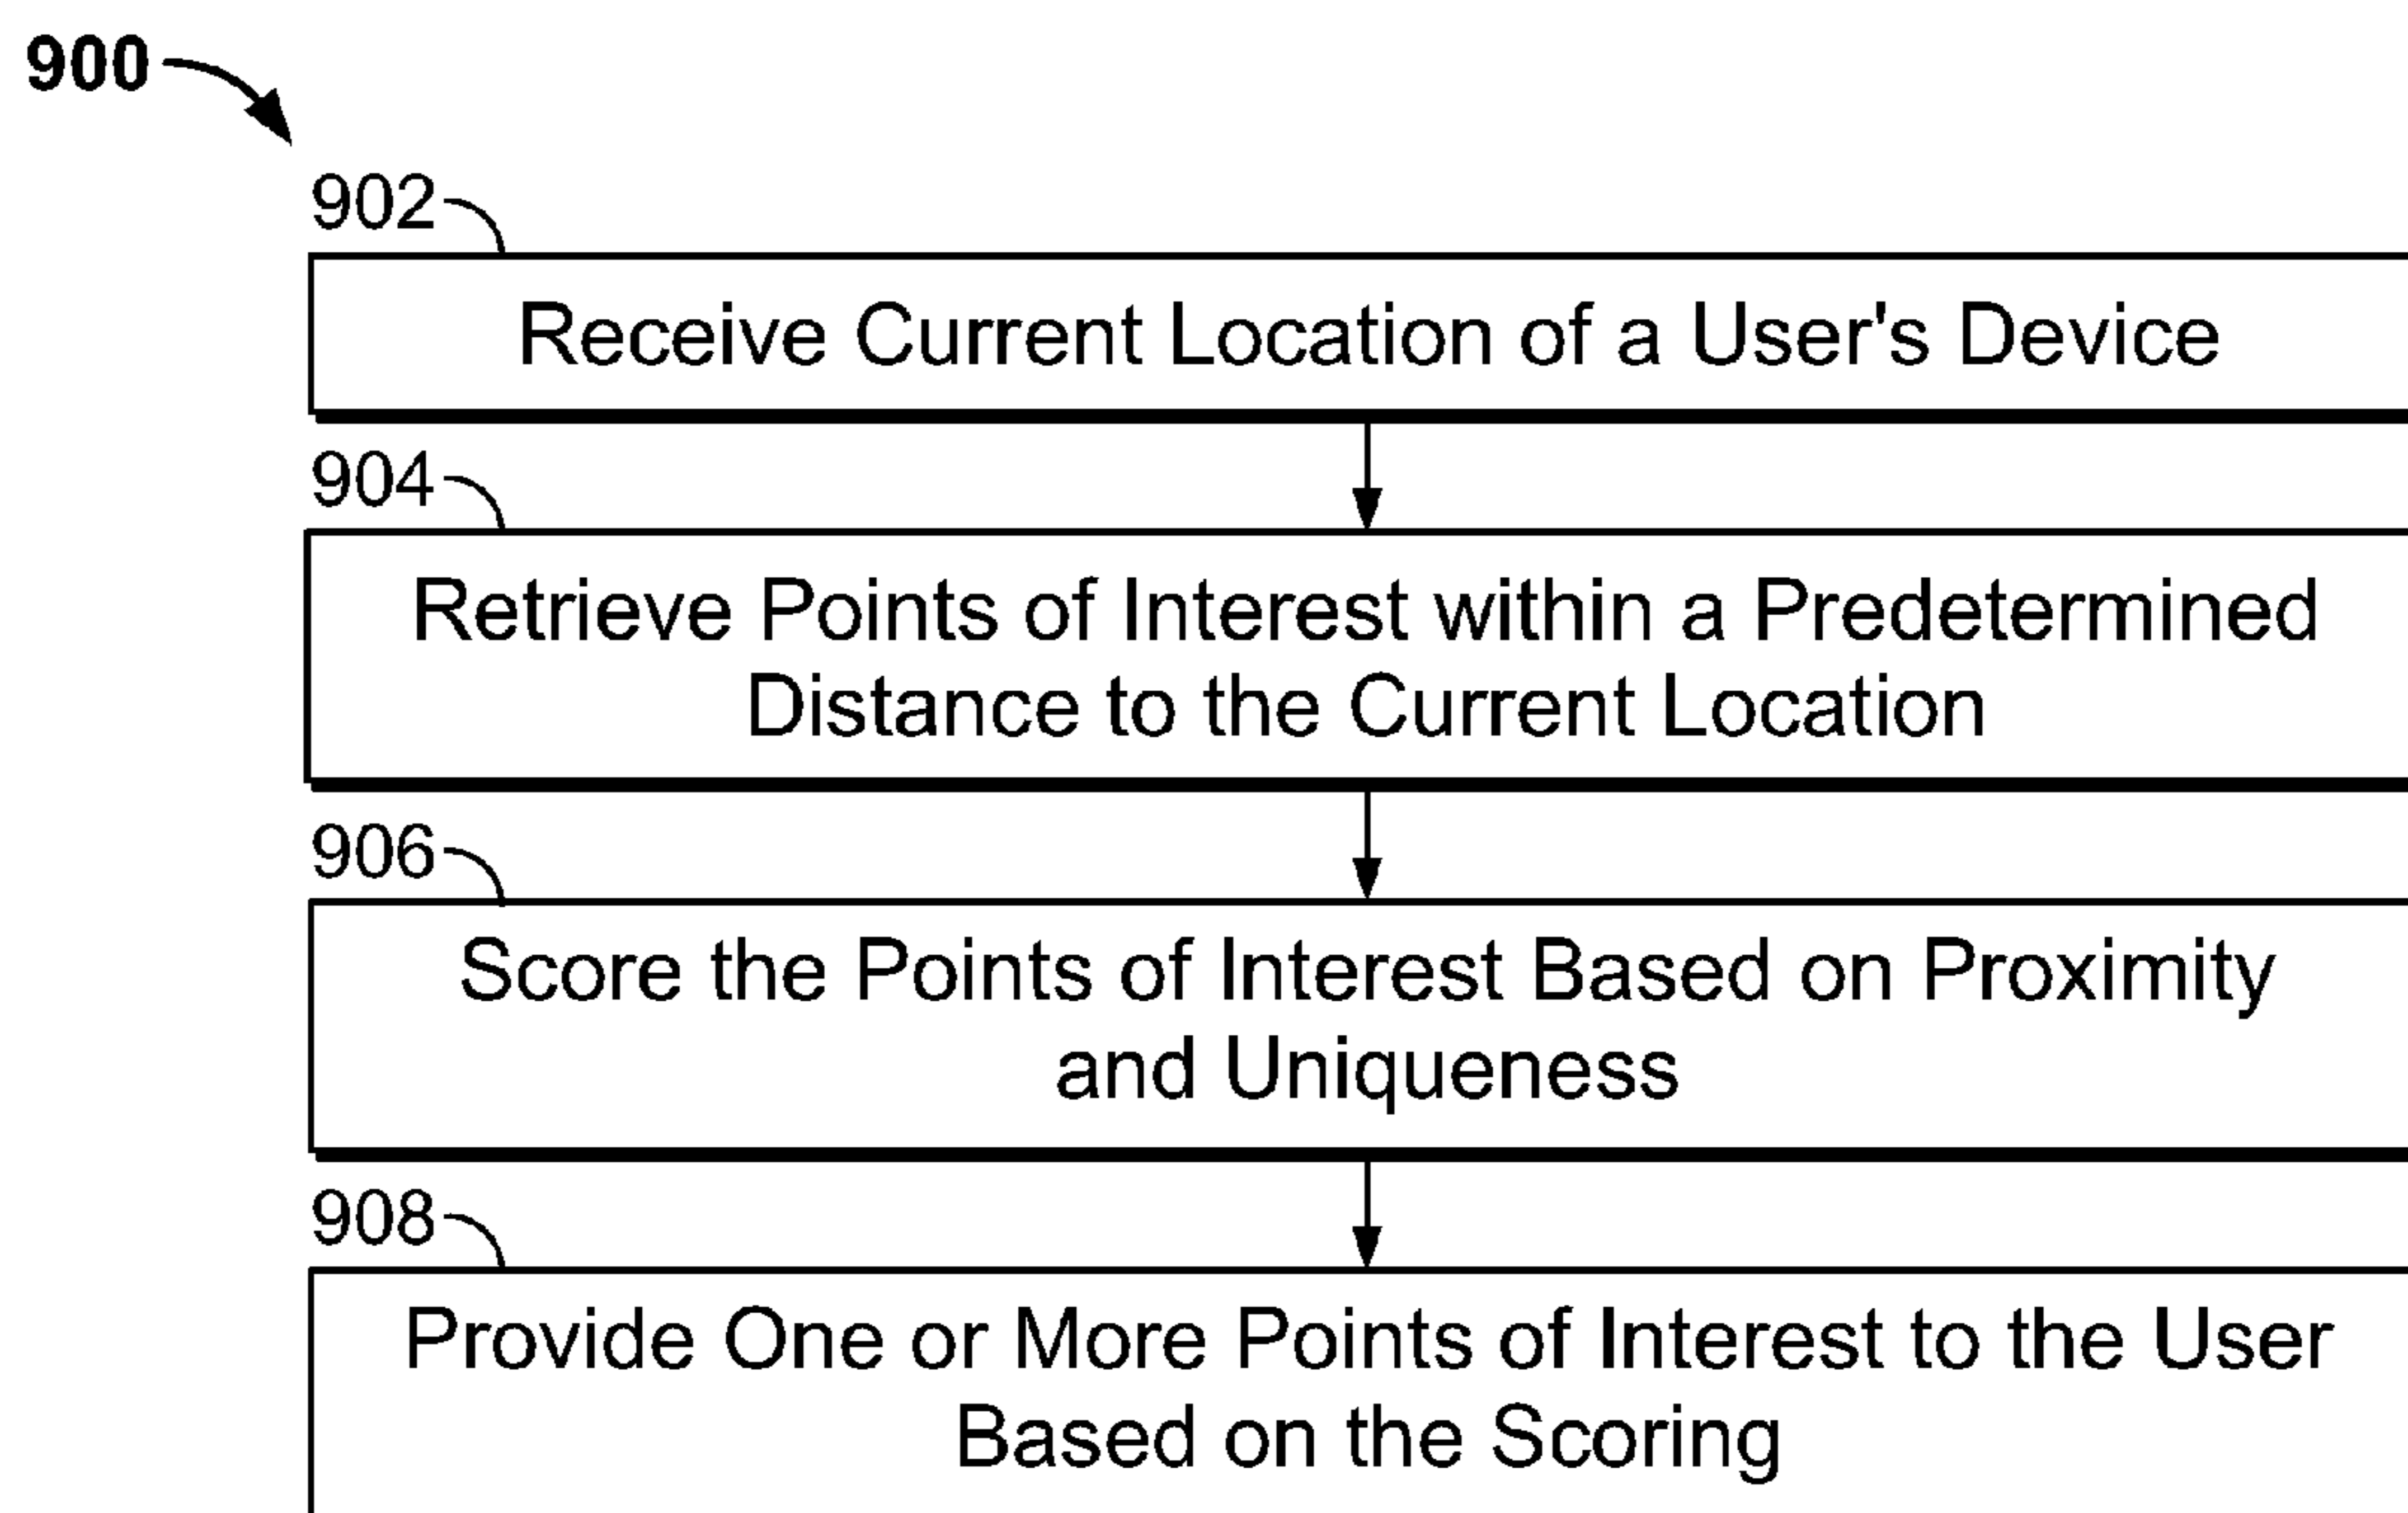 900
902
Receive Current Location of a User's Device
904
Retrieve Points of Interest within a Predetermined
Distance to the Current Location
906
Score the Points of Interest Based on Proximity
and Uniqueness
908
Provide One or More Points of Interest to the User
Based on the Scoring